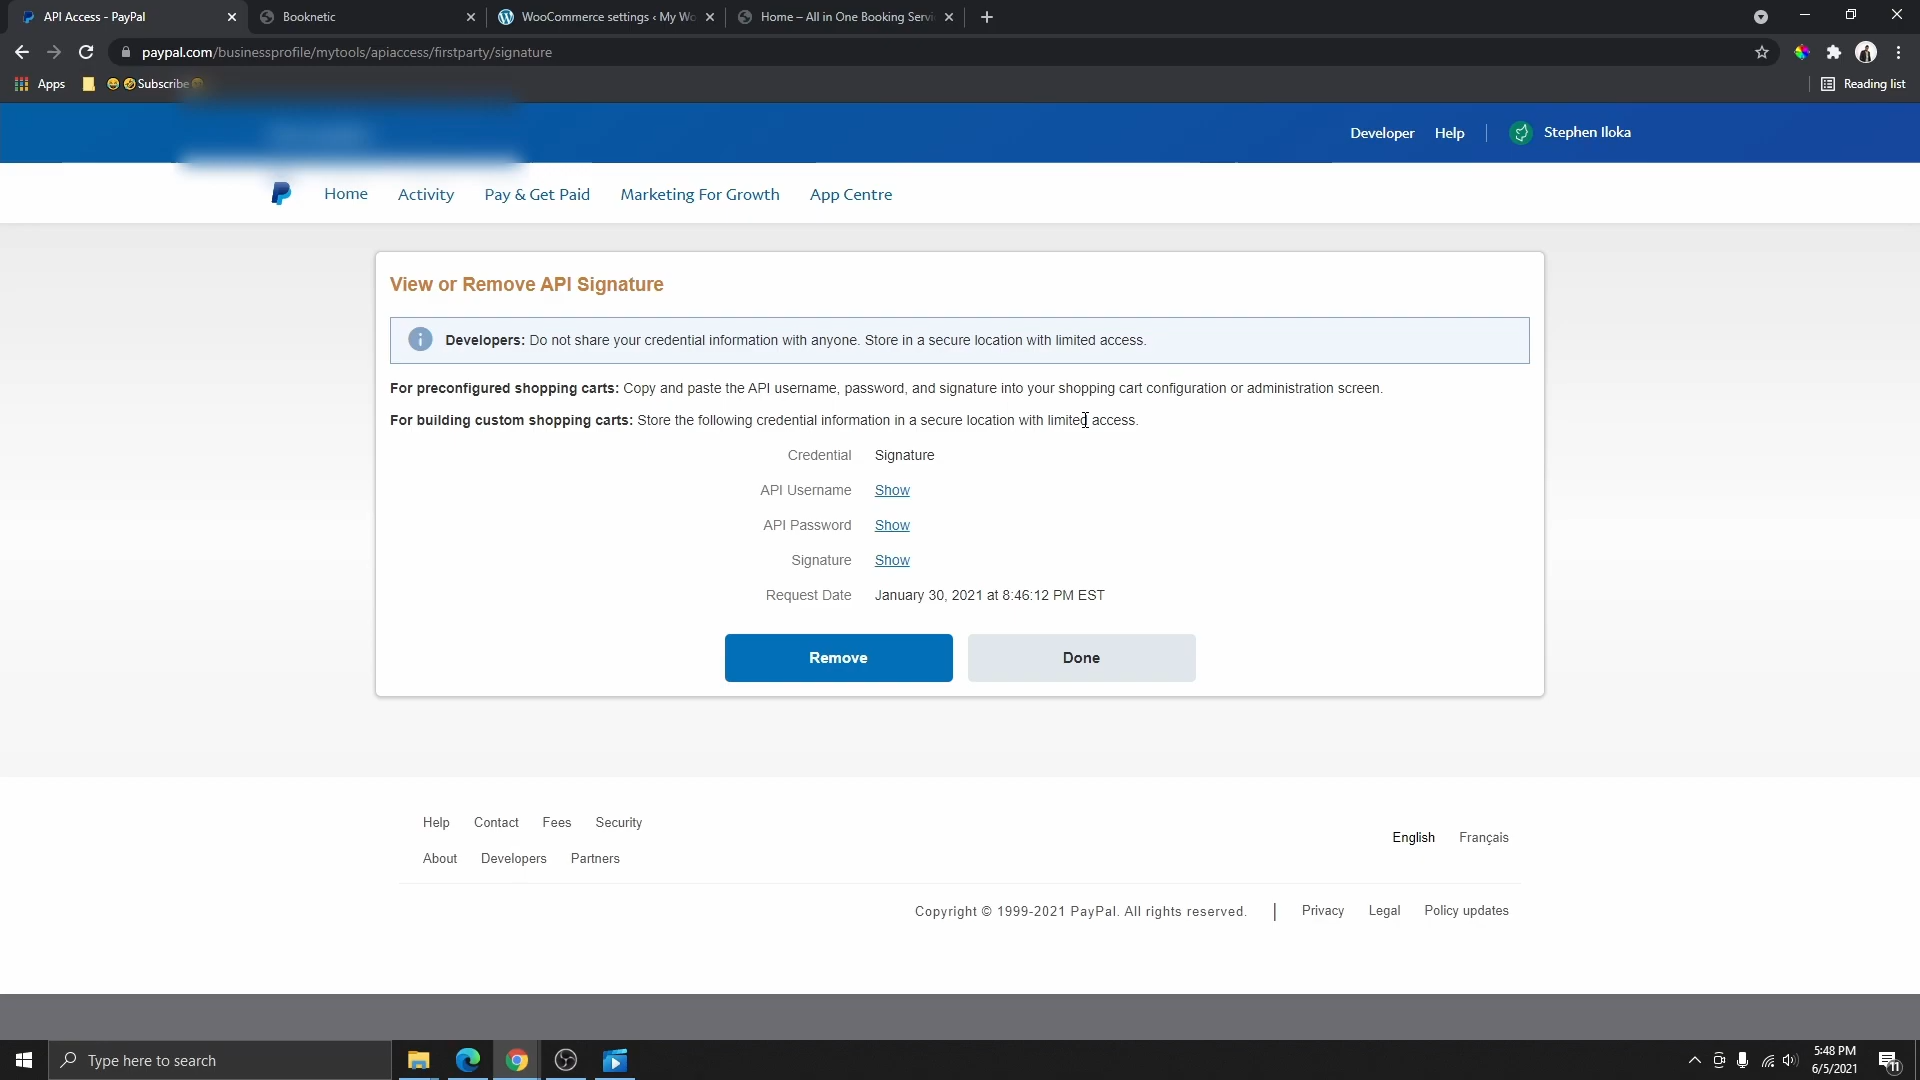 API Access - PayPal
Booknetic
WooCommerce settings ‹ My Wo
Home – All in One Booking Servi
paypal.com/businessprofile/mytools/apiaccess/firstparty/signature
Apps
Subscribe
Reading list
Developer
Help
Stephen Iloka
Home
Activity
Pay & Get Paid
Marketing For Growth
App Centre
View or Remove API Signature
Developers: Do not share your credential information with anyone. Store in a secure location with limited access.
For preconfigured shopping carts: Copy and paste the API username, password, and signature into your shopping cart configuration or administration screen.
For building custom shopping carts: Store the following credential information in a secure location with limited access.
Credential Signature
API Username Show
API Password Show
Signature Show
Request Date January 30, 2021 at 8:46:12 PM EST
Remove
Done
Help Contact Fees Security
English Français
About Developers Partners
Copyright © 1999-2021 PayPal. All rights reserved. | Privacy Legal Policy updates
Type here to search
5:48 PM
6/5/2021
11